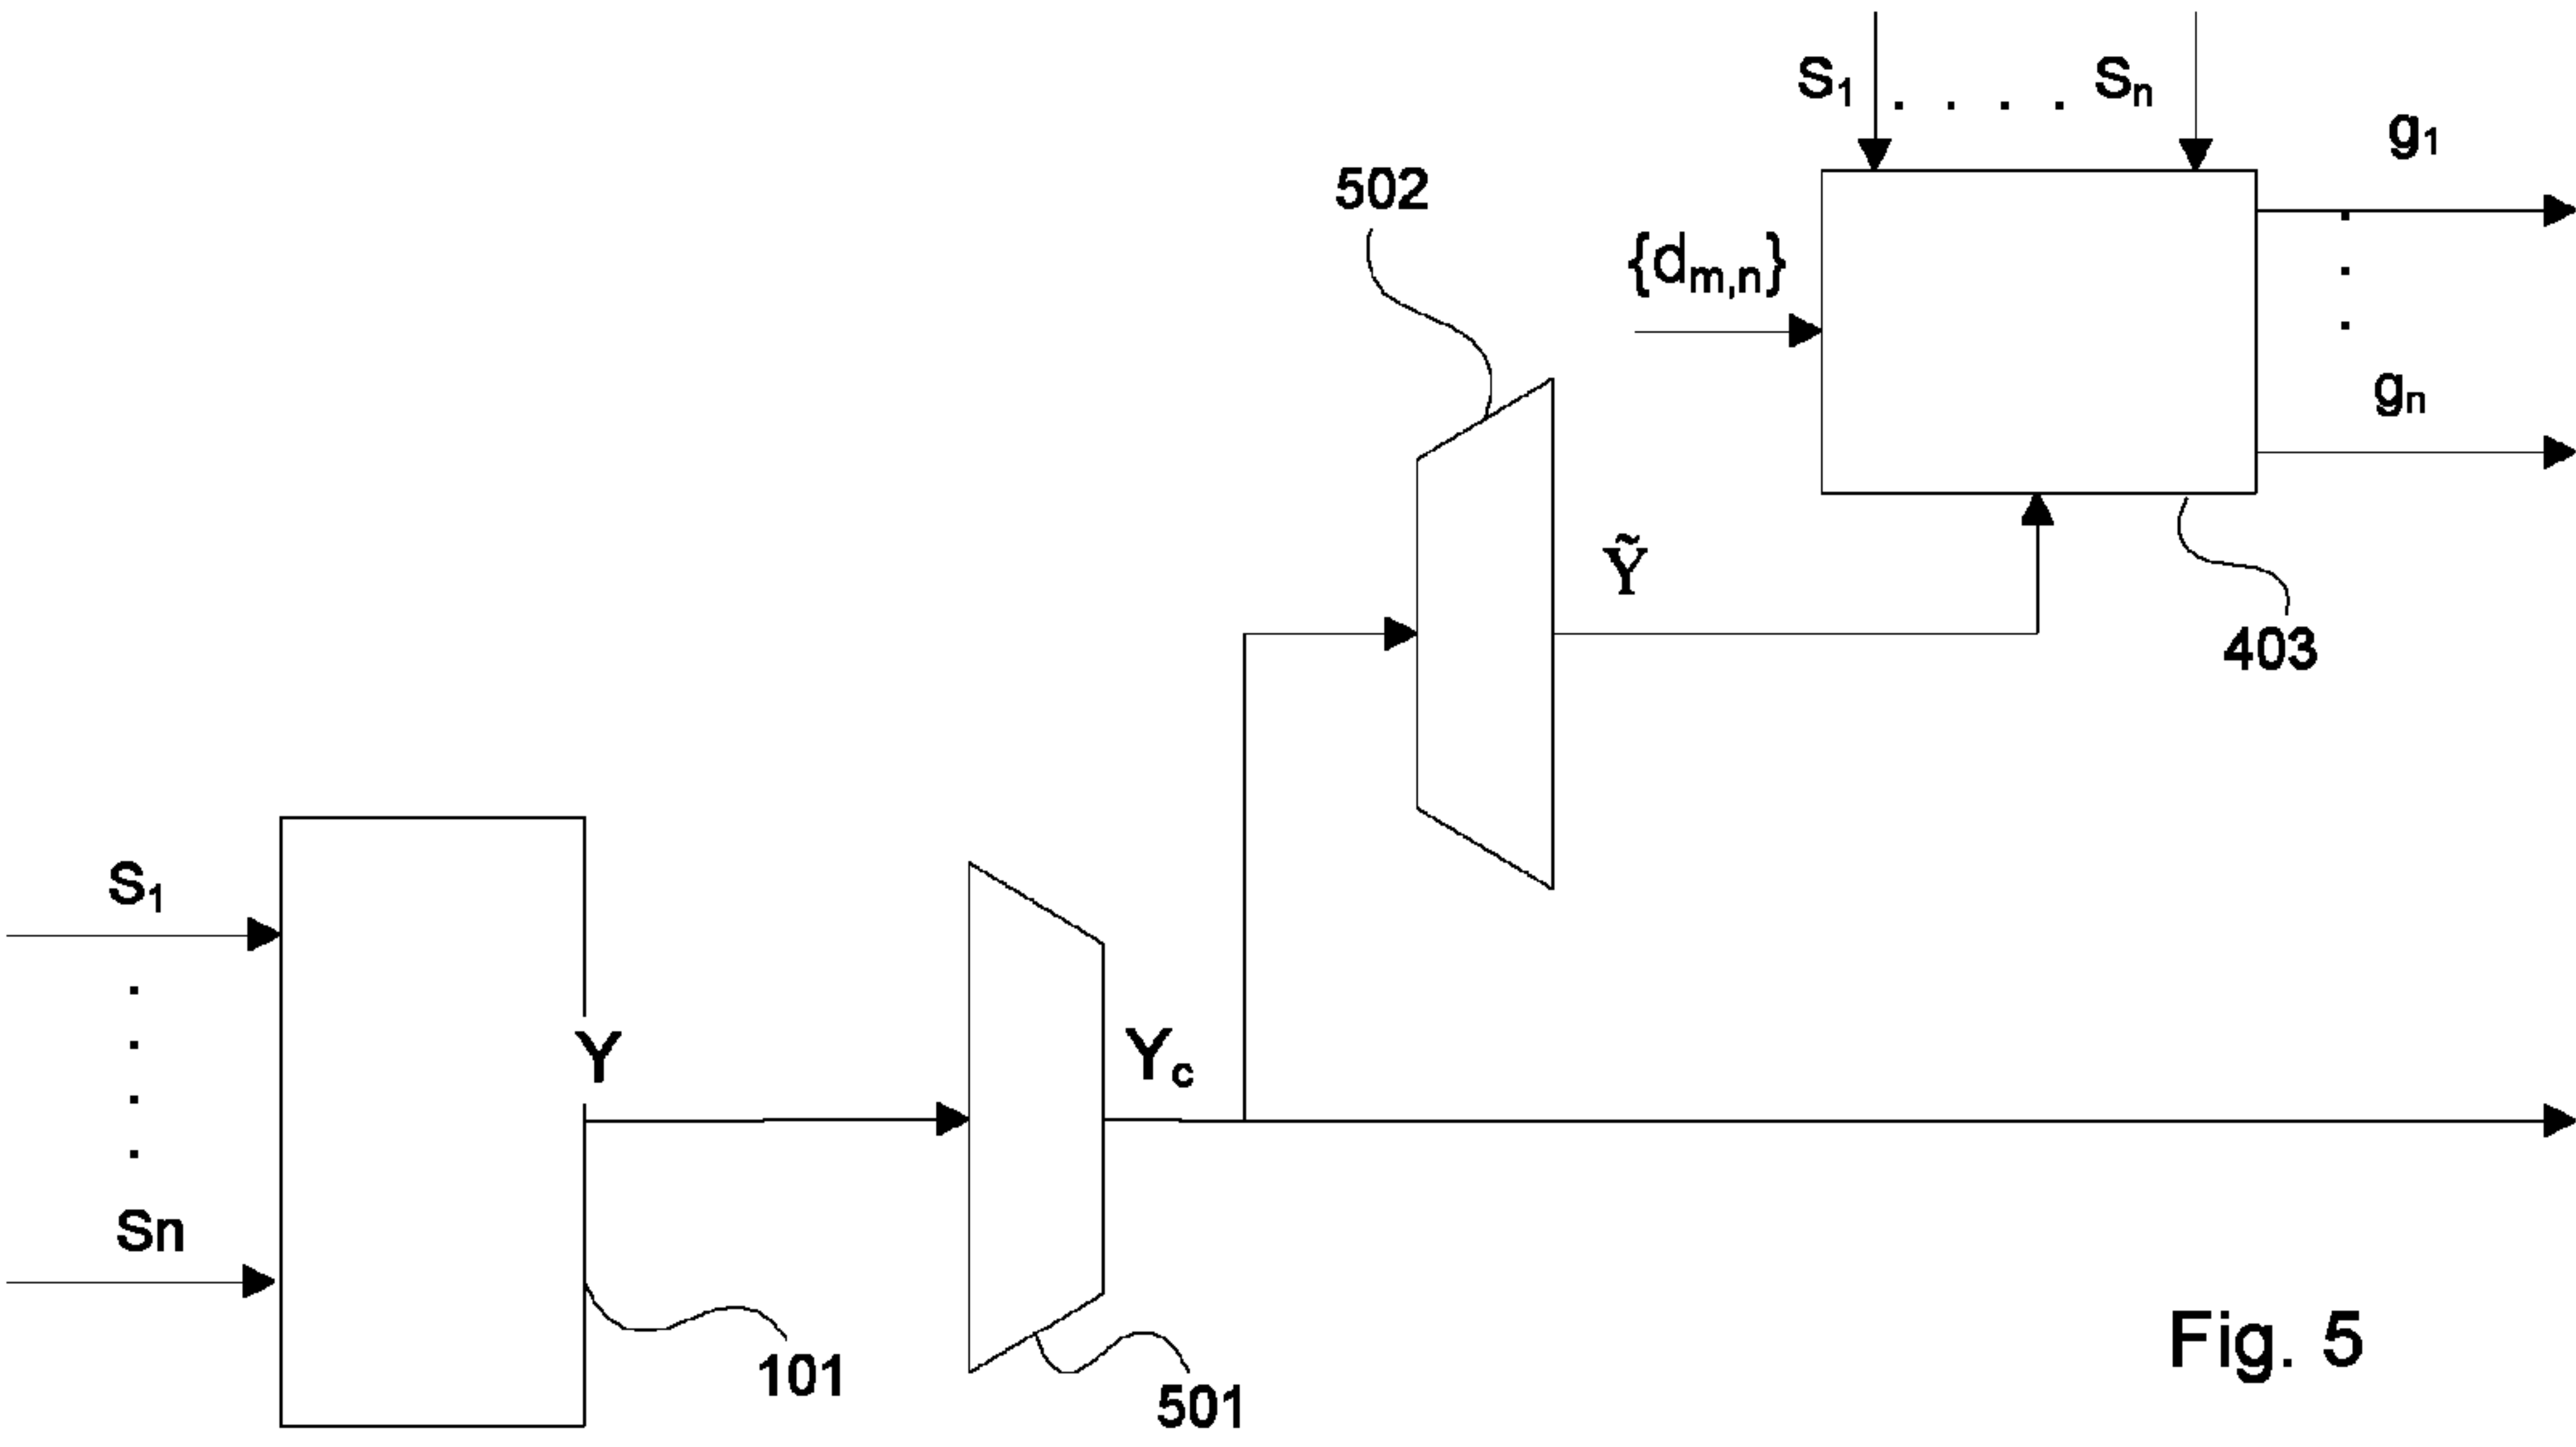 S1 . . . . Sn
g1
502
{dm,n}
.
.
.
gn
Ỹ
403
S1
.
.
.
.
Y
Yc
Sn
101
501
Fig. 5